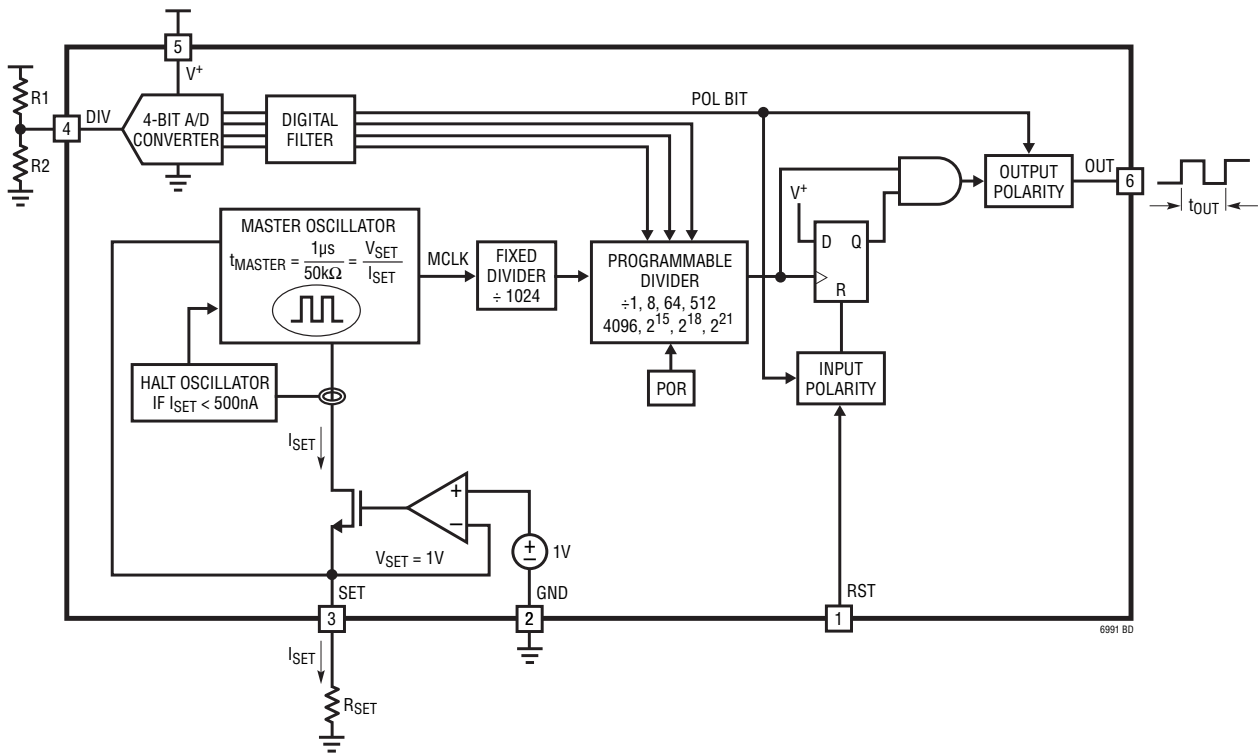 5
V+
R1
R2
4
DIV
4-BIT A/D
CONVERTER
DIGITAL
FILTER
POL BIT
OUTPUT
POLARITY
OUT
6
tOUT
MASTER OSCILLATOR
tMASTER = 1µs / 50kΩ = VSET / ISET
MCLK
FIXED
DIVIDER
÷ 1024
PROGRAMMABLE
DIVIDER
÷1, 8, 64, 512
4096, 2^15, 2^18, 2^21
V+
D
Q
R
HALT OSCILLATOR
IF ISET < 500nA
POR
INPUT
POLARITY
ISET
+
–
VSET = 1V
+
–
1V
SET
GND
RST
3
2
1
6991 BD
ISET
RSET